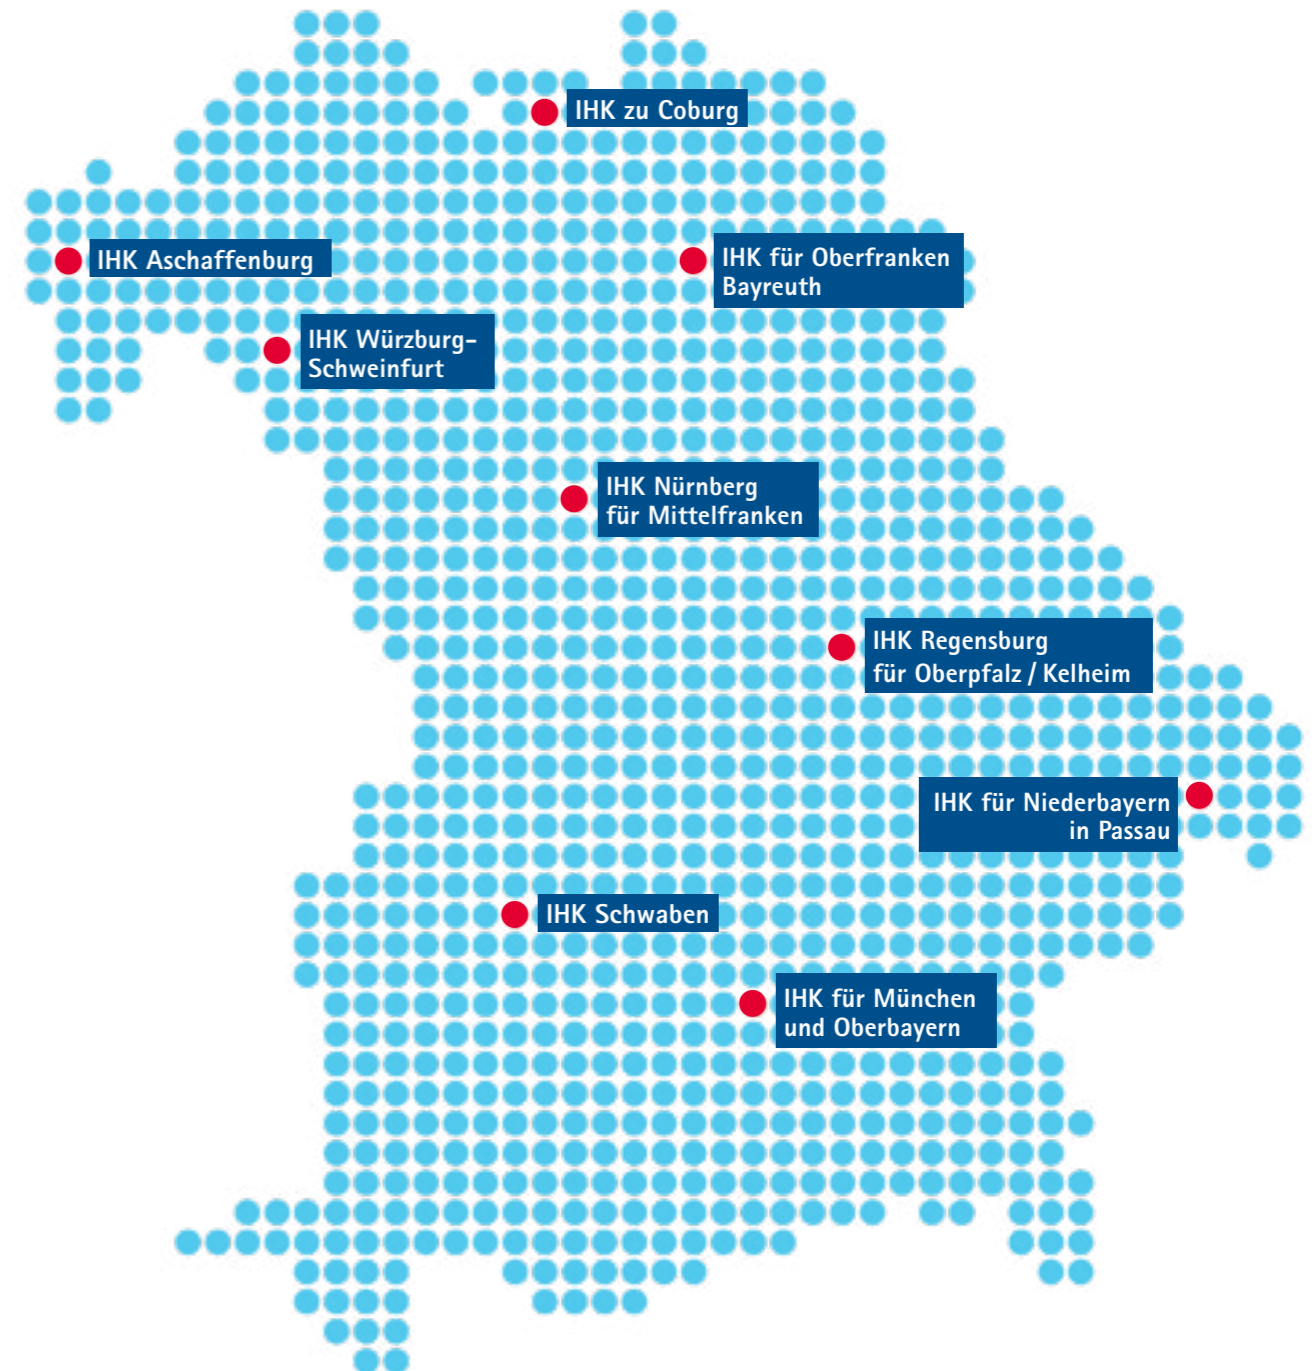 IHK zu Coburg
IHK Aschaffenburg
IHK für Oberfranken
Bayreuth
IHK Würzburg-
Schweinfurt
IHK Nürnberg
für Mittelfranken
IHK Regensburg
für Oberpfalz / Kelheim
IHK für Niederbayern
in Passau
IHK Schwaben
IHK für München
und Oberbayern